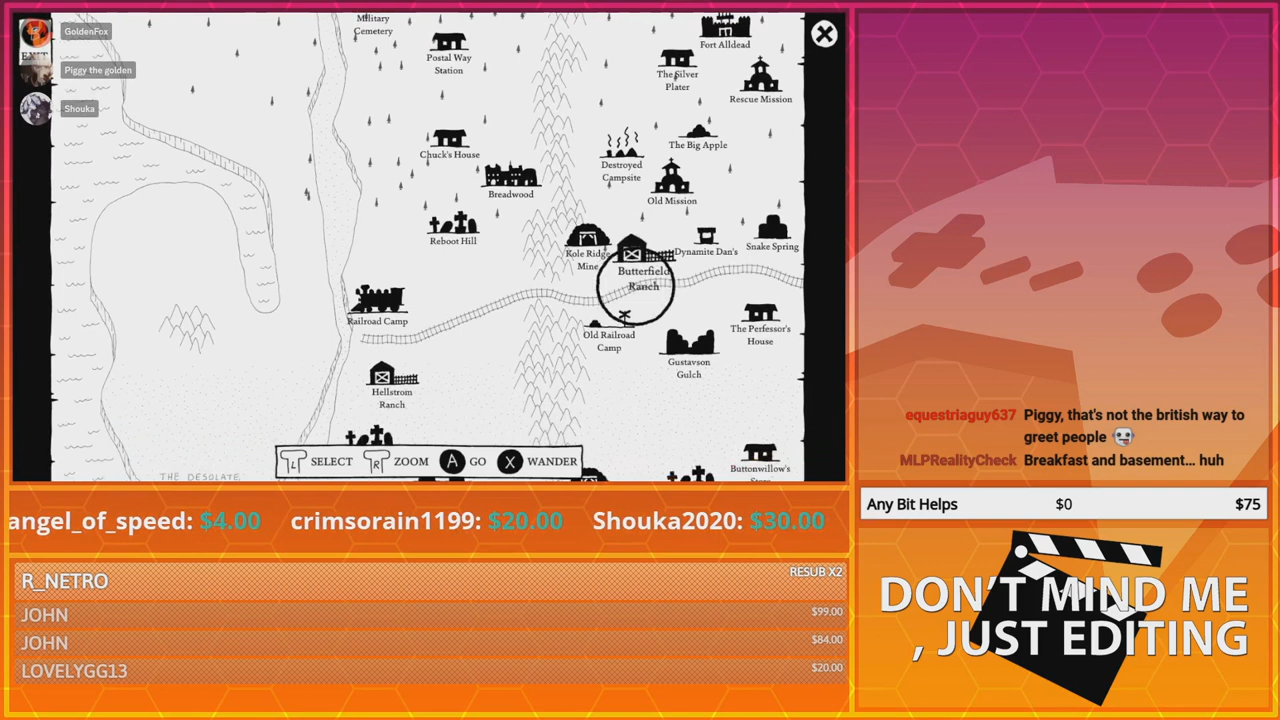 GoldenFox
EXIT
Piggy the golden
Shouka
Military
Cemetery
Postal Way
Station
Fort Alldead
The Silver
Plater
Rescue Mission
Chuck's House
The Big Apple
Destroyed
Campsite
Breadwood
Old Mission
Reboot Hill
Kole Ridge
Mine
Dynamite Dan's
Snake Spring
Butterfield
Ranch
Railroad Camp
Old Railroad
Camp
The Perfessor's
House
Gustavson
Gulch
Hellstrom
Ranch
L SELECT R ZOOM A GO X WANDER
Buttonwillow's
THE DESOLATE
equestriaguy637 Piggy, that's not the british way to
greet people
MLPRealityCheck Breakfast and basement... huh
Any Bit Helps $0 $75
angel_of_speed: $4.00 crimsorain1199: $20.00 Shouka2020: $30.00
R_NETRO RESUB X2
JOHN $99.00
JOHN $84.00
LOVELYGG13 $20.00
DON'T MIND ME
, JUST EDITING